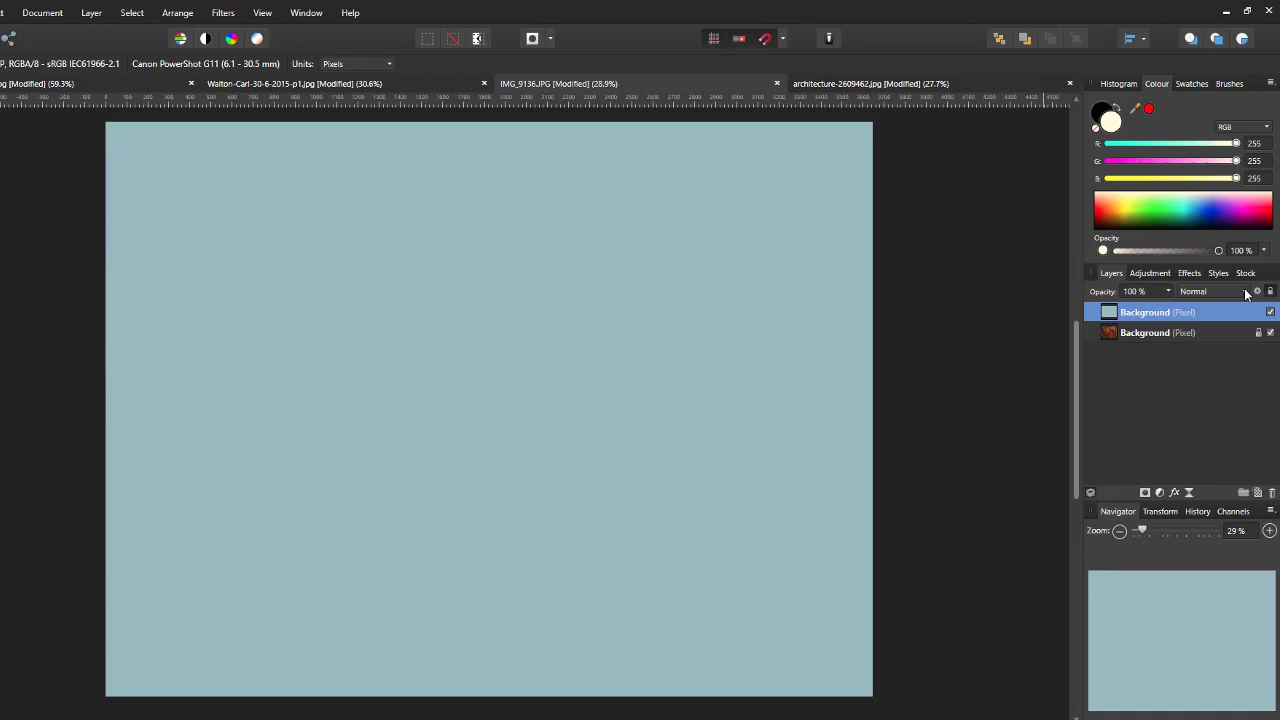 ct Document Layer Select Arrange Filters View Window Help
P, RGBA/8 - sRGB IEC61966-2.1 Canon PowerShot G11 (6.1 - 30.5 mm) Units: Pixels
pg [Modified] (59.3%) Walton-Carl-30-6-2015-p1.jpg [Modified] (30.6%) IMG_9136JPG [Modified] (28.9%) architecture-2609462.jpg [Modified] (27.7%)
Histogram Colour Swatches Brushes
RGB
R: 255
G: 255
B: 255
Opacity
100 %
Layers Adjustment Effects Styles Stock
Opacity: 100 % Normal
Background (Pixel)
Background (Pixel)
Navigator Transform History Channels
Zoom: 29 %